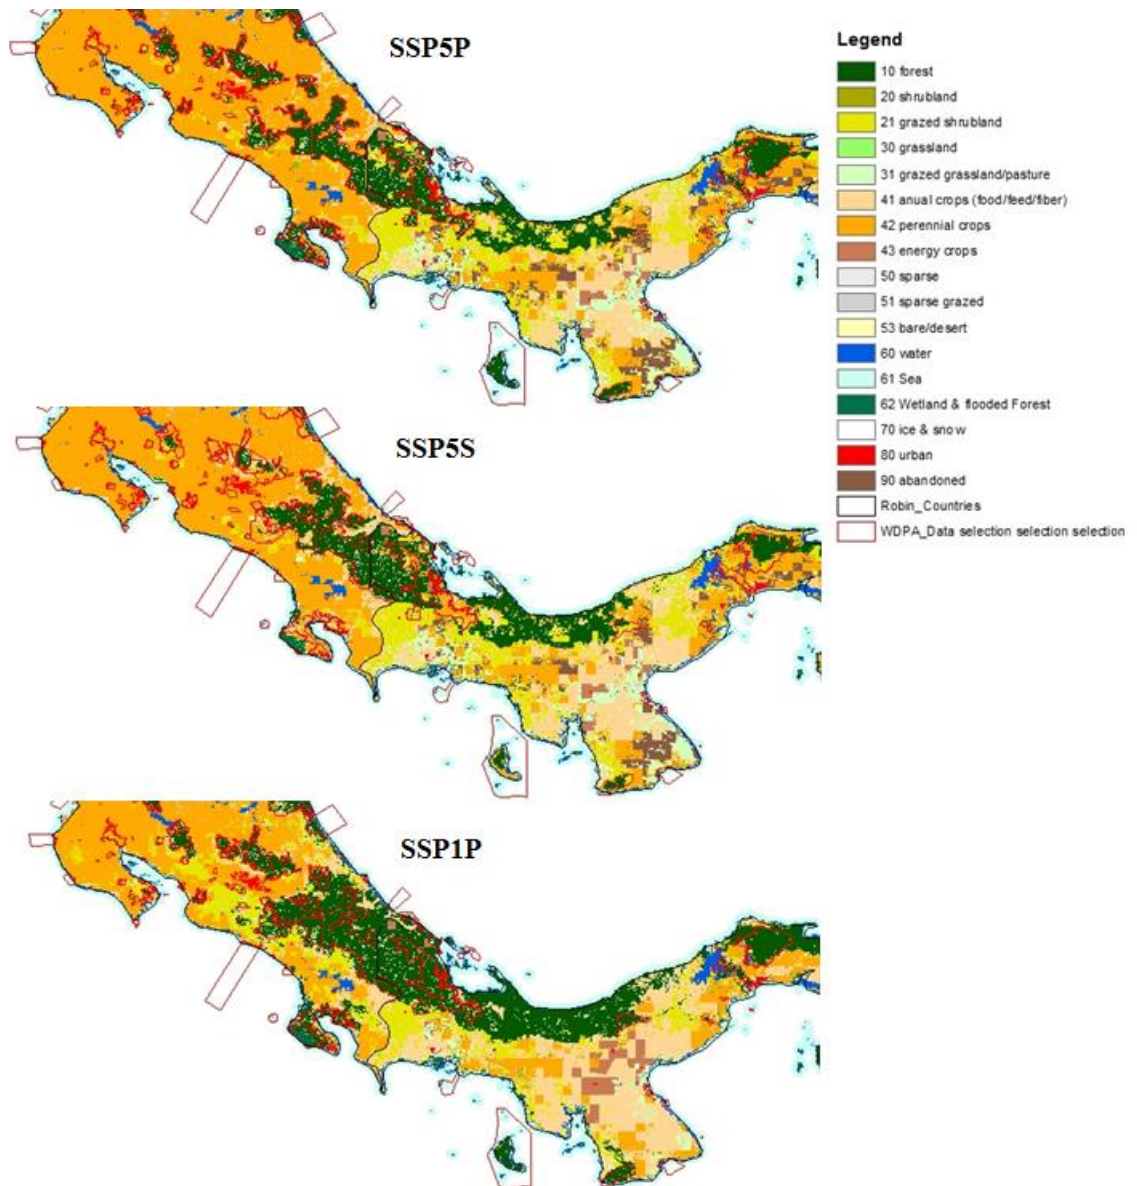 SSP5P
SSP5S
SSP1P
Legend
10 forest
20 shrubland
21 grazed shrubland
30 grassland
31 grazed grassland/pasture
41 anual crops (food/feed/fiber)
42 perennial crops
43 energy crops
50 sparse
51 sparse grazed
53 bare/desert
60 water
61 Sea
62 Wetland & flooded Forest
70 ice & snow
80 urban
90 abandoned
Robin_Countries
WDPA_Data selection selection selection